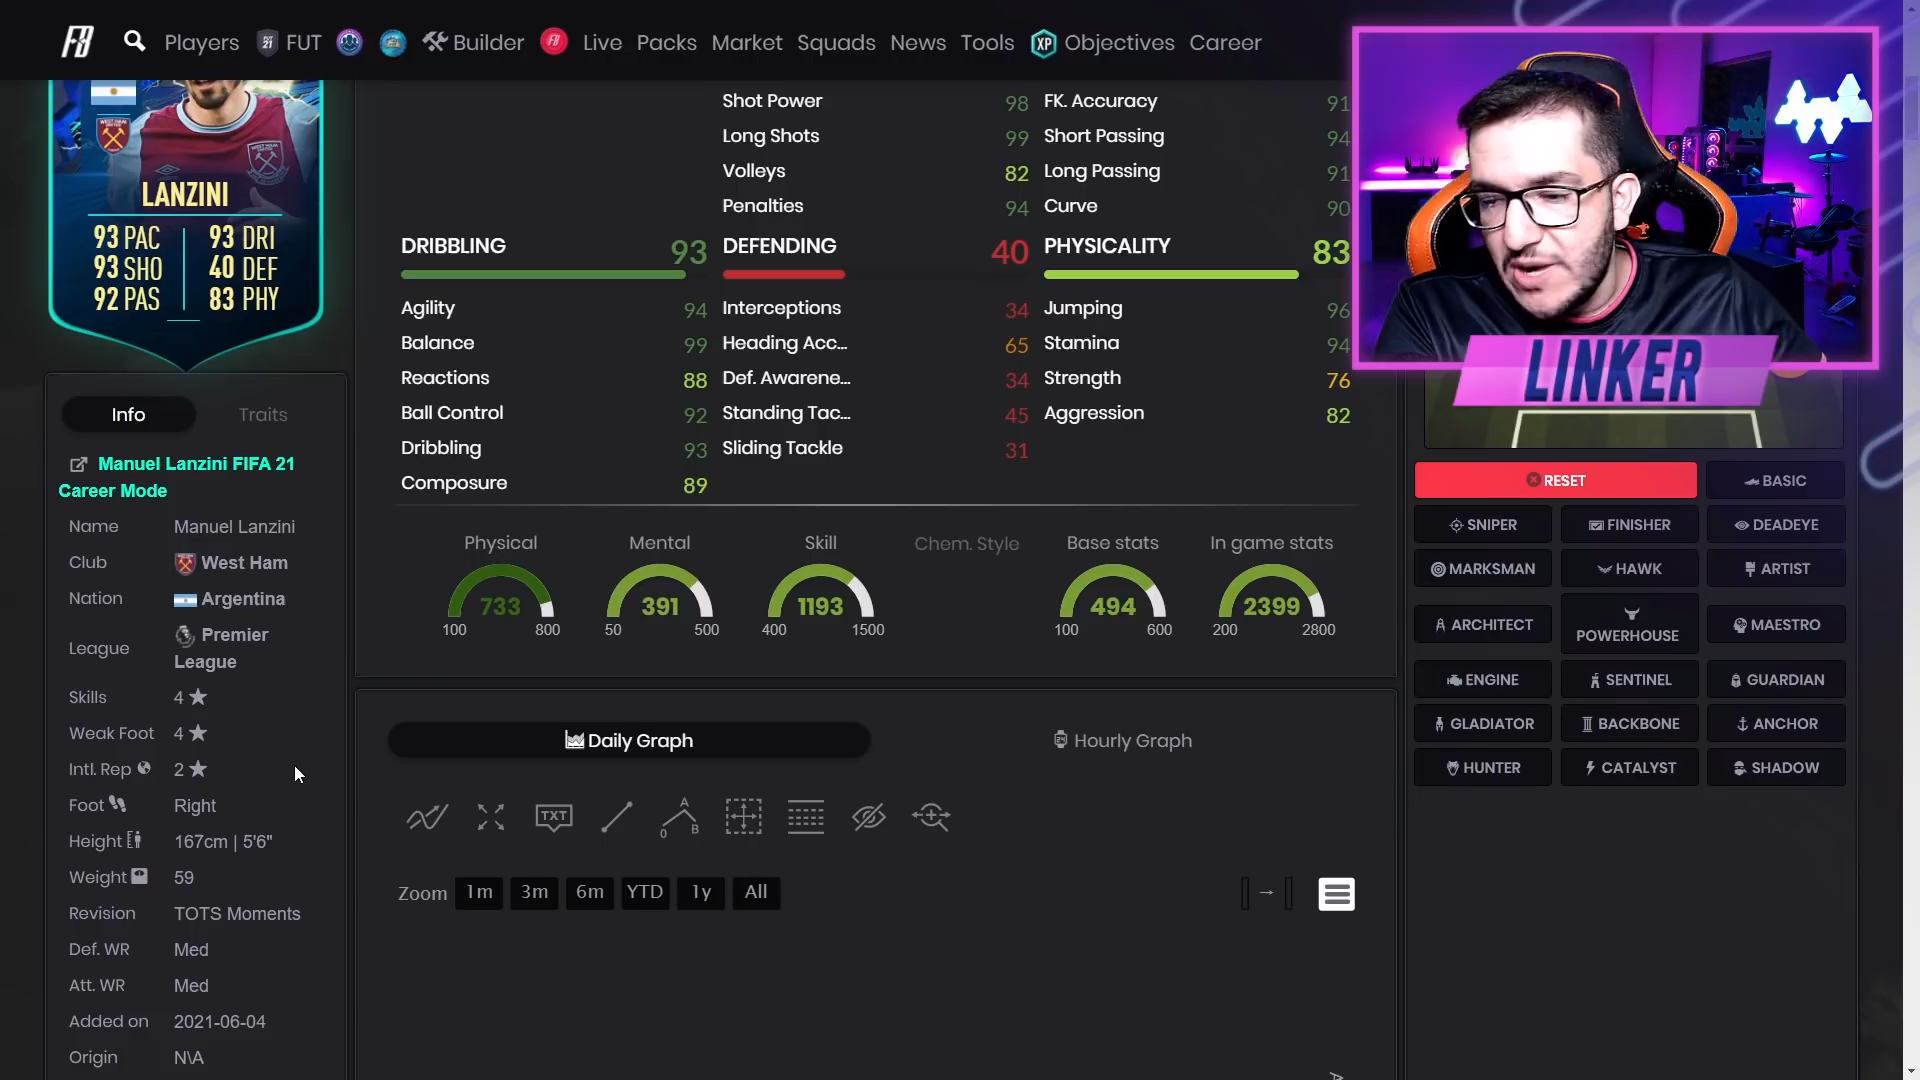 Players FUT Builder Live Packs Market Squads News Tools XP Objectives Career
LANZINI
93 PAC 93 DRI
93 SHO 40 DEF
92 PAS 83 PHY
Info Traits
Manuel Lanzini FIFA 21
Career Mode
Name Manuel Lanzini
Club West Ham
Nation Argentina
League Premier
League
Skills 4
Weak Foot 4
Intl. Rep 2
Foot Right
Height 167cm | 5'6"
Weight 59
Revision TOTS Moments
Def. WR Med
Att. WR Med
Added on 2021-06-04
Origin N\A
Shot Power 98 FK. Accuracy 91
Long Shots 99 Short Passing 94
Volleys 82 Long Passing 91
Penalties 94 Curve 90
DRIBBLING 93 DEFENDING 40 PHYSICALITY 83
Agility 94 Interceptions 34 Jumping 96
Balance 99 Heading Acc... 65 Stamina 94
Reactions 88 Def. Awarene... 34 Strength 76
Ball Control 92 Standing Tac... 45 Aggression 82
Dribbling 93 Sliding Tackle 31
Composure 89
Physical Mental Skill Chem. Style Base stats In game stats
733 391 1193 494 2399
100 800 50 500 400 1500 100 600 200 2800
Daily Graph Hourly Graph
TXT A 0 B
Zoom 1m 3m 6m YTD 1y All →
LINKER
RESET BASIC
SNIPER FINISHER DEADEYE
MARKSMAN HAWK ARTIST
ARCHITECT POWERHOUSE MAESTRO
ENGINE SENTINEL GUARDIAN
GLADIATOR BACKBONE ANCHOR
HUNTER CATALYST SHADOW